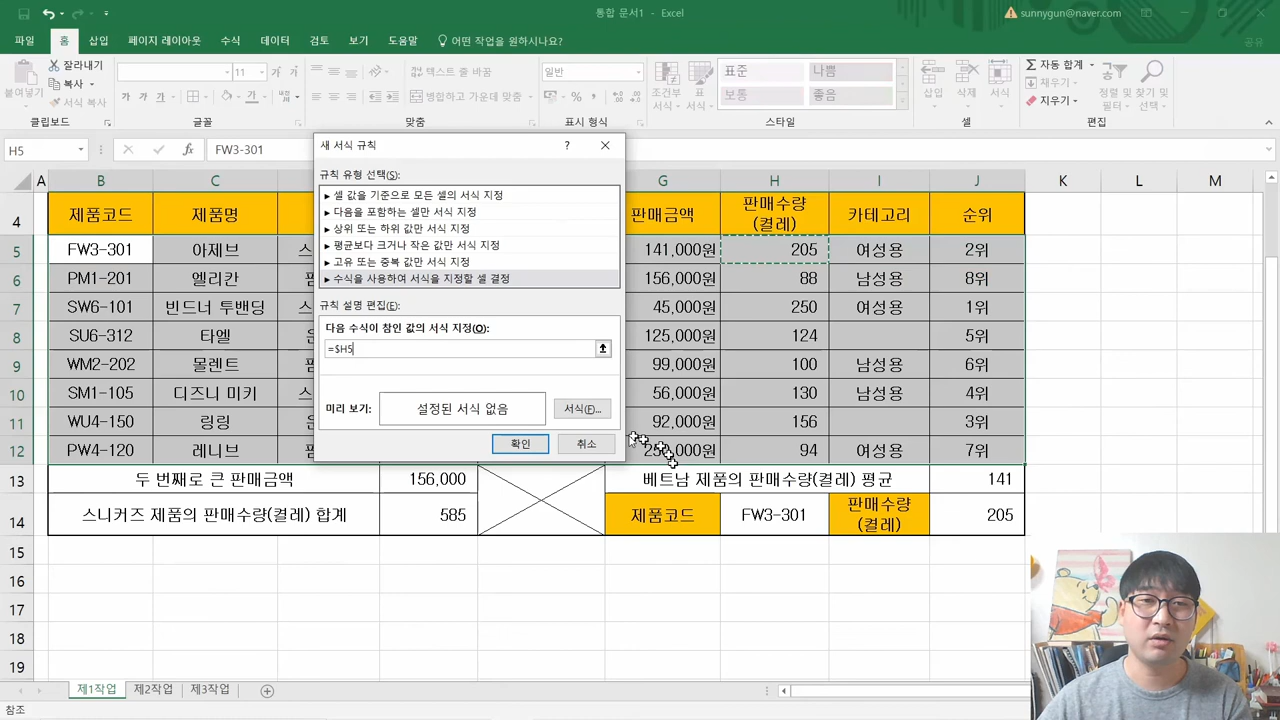 통합 문서1 - Excel
sunnygun@naver.com
파일 홈 삽입 페이지 레이아웃 수식 데이터 검토 보기 도움말 어떤 작업을 원하시나요? 공유
잘라내기
복사
서식 복사
붙여넣기
클립보드
11
가 가 가
글꼴
텍스트 줄 바꿈
병합하고 가운데 맞춤
맞춤
일반
표시 형식
조건부 서식
표 서식
표준 나쁨
보통 좋음
스타일
삽입 삭제 서식
셀
자동 합계
채우기
지우기
정렬 및 필터
찾기 및 선택
편집
H5 FW3-301
A B C G H I J K L M
4 제품코드 제품명 판매금액 판매수량 (켤레) 카테고리 순위
5 FW3-301 아제브 스 141,000원 205 여성용 2위
6 PM1-201 엘리칸 156,000원 88 남성용 8위
7 SW6-101 빈드너 투밴딩 스 45,000원 250 여성용 1위
8 SU6-312 타엘 125,000원 124 5위
9 WM2-202 몰렌트 99,000원 100 남성용 6위
10 SM1-105 디즈니 미키 스 56,000원 130 남성용 4위
11 WU4-150 링링 92,000원 156 3위
12 PW4-120 레니브 000원 94 여성용 7위
13 두 번째로 큰 판매금액 156,000 베트남 제품의 판매수량(켤레) 평균 141
14 스니커즈 제품의 판매수량(켤레) 합계 585 제품코드 FW3-301 판매수량 (켤레) 205
15
16
17
18
19
새 서식 규칙
규칙 유형 선택(S):
셀 값을 기준으로 모든 셀의 서식 지정
다음을 포함하는 셀만 서식 지정
상위 또는 하위 값만 서식 지정
평균보다 크거나 작은 값만 서식 지정
고유 또는 중복 값만 서식 지정
수식을 사용하여 서식을 지정할 셀 결정
규칙 설명 편집(E):
다음 수식이 참인 값의 서식 지정(O):
=$H5
미리 보기: 설정된 서식 없음 서식(F)...
확인 취소
제1작업 제2작업 제3작업
참조